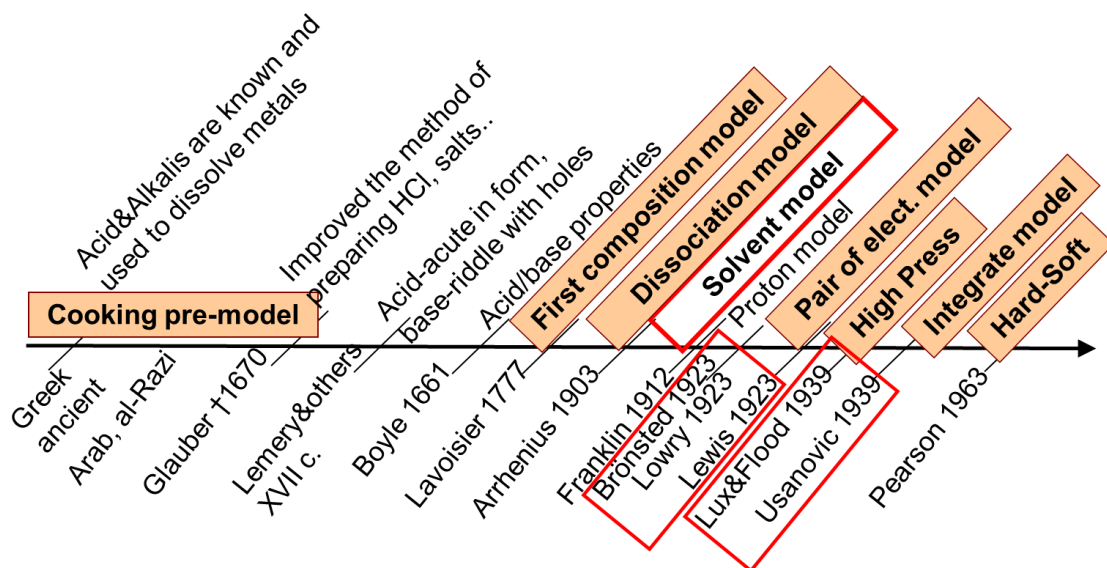 Acid&Alkalis are known and
used to dissolve metals
Improved the method of
preparing HCl, salts..
Acid-acute in form,
base-riddle with holes
Acid/base properties
First composition model
Dissociation model
Solvent model
Proton model
Pair of elect. model
High Press
Integrate model
Hard-Soft
Cooking pre-model
Greek
ancient
Arab, al-Razi
Glauber †1670
Lemery&others
XVII c.
Boyle 1661
Lavoisier 1777
Arrhenius 1903
Franklin 1912
Brönsted 1923
Lowry 1923
Lewis 1923
Lux&Flood 1939
Usanovic 1939
Pearson 1963